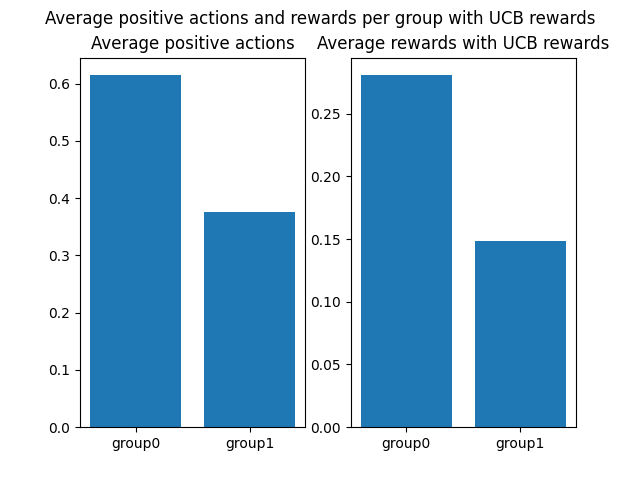 Average positive actions and rewards per group with UCB rewards
Average positive actions
0.6
0.5
0.4
0.3
0.2
0.1
0.0
group0 group1
Average rewards with UCB rewards
0.25
0.20
0.15
0.10
0.05
0.00
group0 group1